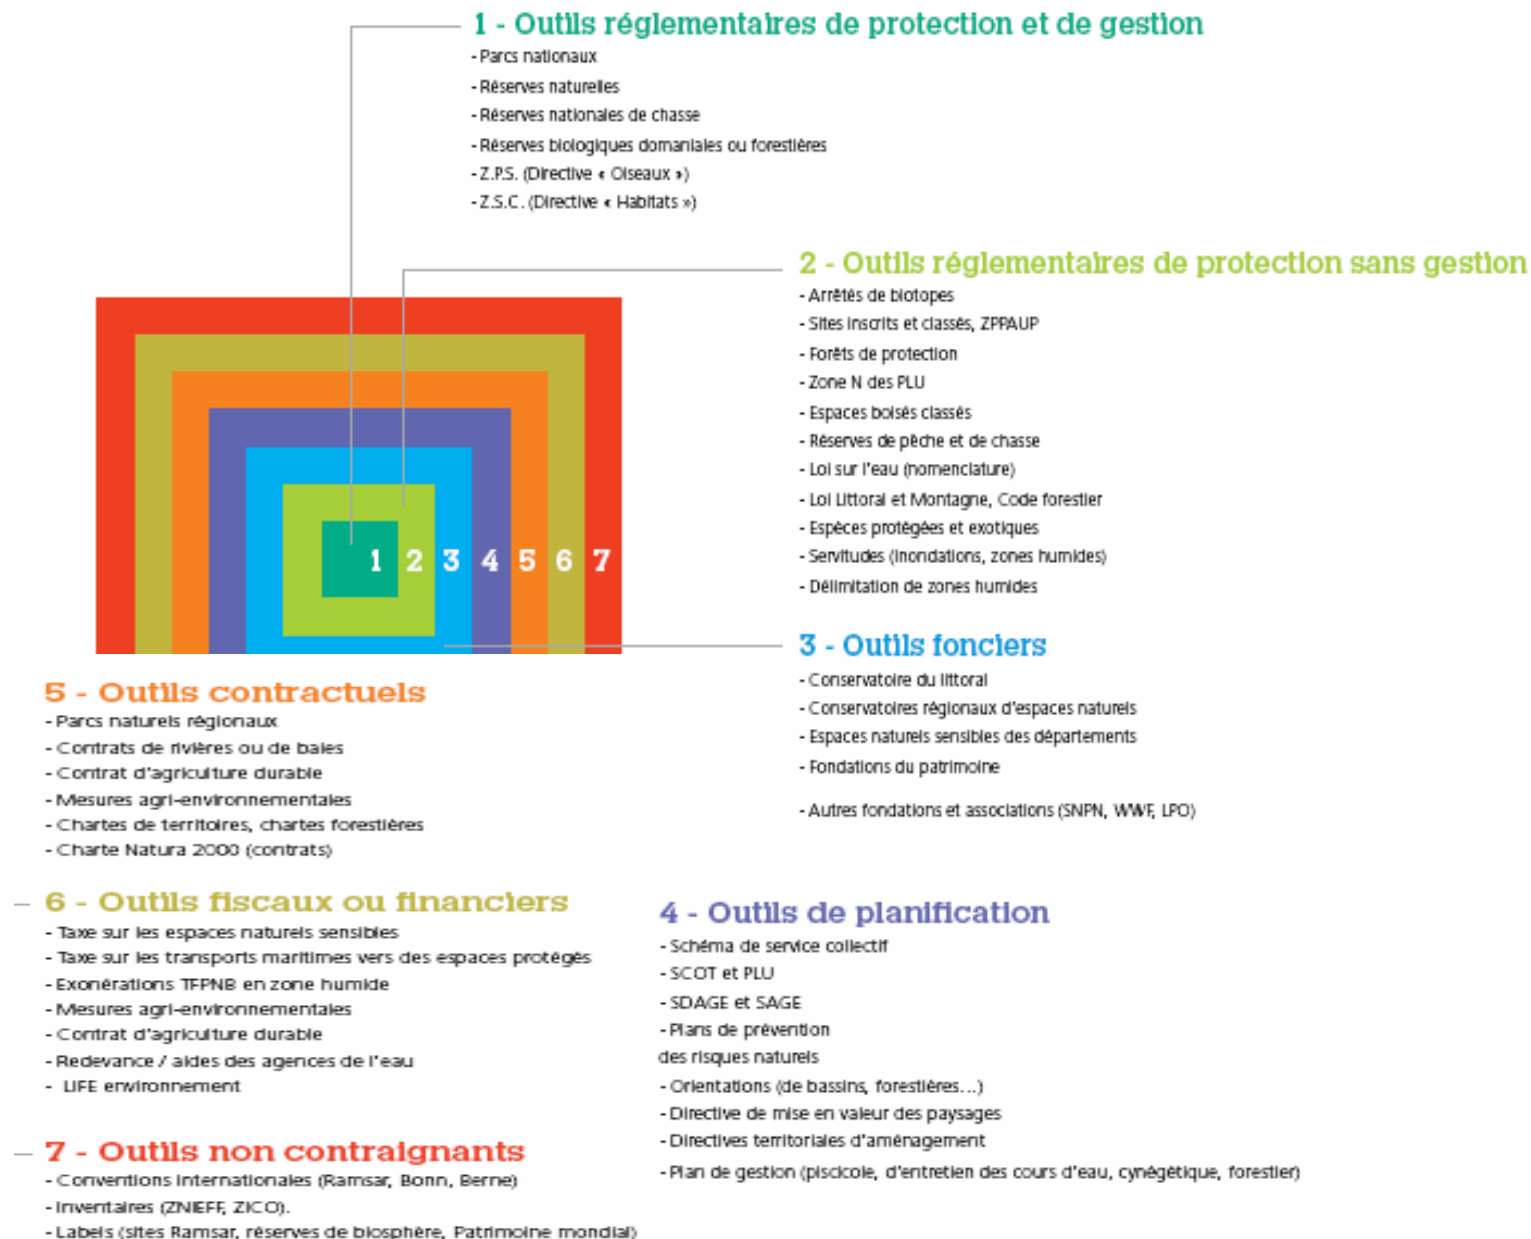 1 - Outils réglementaires de protection et de gestion
- Parcs nationaux
- Réserves naturelles
- Réserves nationales de chasse
- Réserves biologiques domaniales ou forestières
- Z.P.S. (Directive « Oiseaux »)
- Z.S.C. (Directive « Habitats »)
2 - Outils réglementaires de protection sans gestion
- Arrêtés de biotopes
- Sites inscrits et classés, ZPPAUP
- Forêts de protection
- Zone N des PLU
- Espaces boisés classés
- Réserves de pêche et de chasse
- Loi sur l'eau (nomenclature)
- Loi Littoral et Montagne, Code forestier
- Espèces protégées et exotiques
- Servitudes (inondations, zones humides)
- Délimitation de zones humides
1 2 3 4 5 6 7
3 - Outils fonciers
- Conservatoire du littoral
- Conservatoires régionaux d'espaces naturels
- Espaces naturels sensibles des départements
- Fondations du patrimoine
- Autres fondations et associations (SNPN, WWF, LPO)
4 - Outils de planification
- Schéma de service collectif
- SCOT et PLU
- SDAGE et SAGE
- Plans de prévention
des risques naturels
- Orientations (de bassins, forestières...)
- Directive de mise en valeur des paysages
- Directives territoriales d'aménagement
- Plan de gestion (piscicole, d'entretien des cours d'eau, cynégétique, forestier)
5 - Outils contractuels
- Parcs naturels régionaux
- Contrats de rivières ou de baies
- Contrat d'agriculture durable
- Mesures agri-environnementales
- Chartes de territoires, chartes forestières
- Charte Natura 2000 (contrats)
6 - Outils fiscaux ou financiers
- Taxe sur les espaces naturels sensibles
- Taxe sur les transports maritimes vers des espaces protégés
- Exonérations TFPNB en zone humide
- Mesures agri-environnementales
- Contrat d'agriculture durable
- Redevance / aides des agences de l'eau
- LIFE environnement
7 - Outils non contraignants
- Conventions internationales (Ramsar, Bonn, Berne)
- Inventaires (ZNIEFF, ZICO).
- Labels (sites Ramsar, réserves de biosphère, Patrimoine mondial)